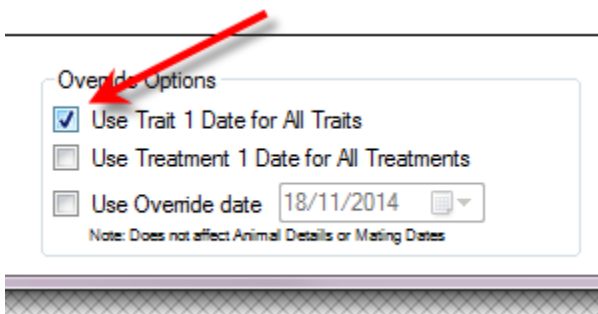 Override Options
Use Trait 1 Date for All Traits
Use Treatment 1 Date for All Treatments
Use Override date 18/11/2014
Note: Does not affect Animal Details or Mating Dates